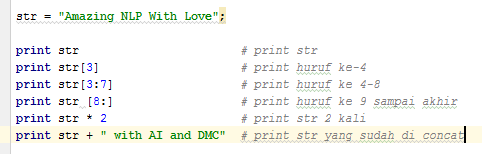 str = "Amazing NLP With Love";
print str # print str
print str[3] # print huruf ke-4
print str[3:7] # print huruf ke 4-8
print str [8:] # print huruf ke 9 sampai akhir
print str * 2 # print str 2 kali
print str + " with AI and DMC" # print str yang sudah di concat